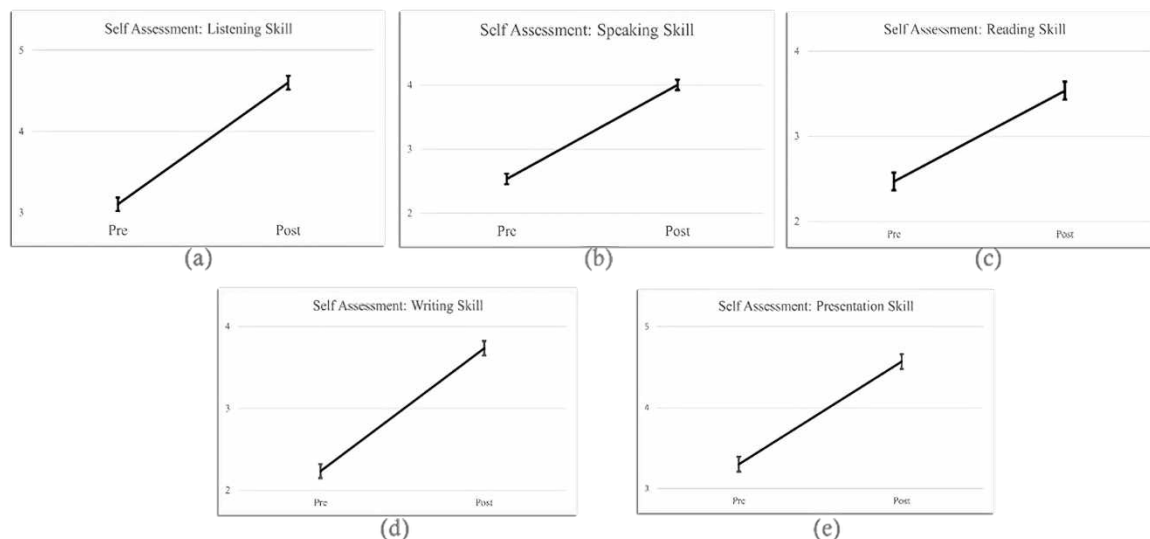 Self Assessment: Listening Skill
5
4
3
Pre Post
(a)
Self Assessment: Speaking Skill
4
3
2
Pre Post
(b)
Self Assessment: Reading Skill
4
3
2
Pre Post
(c)
Self Assessment: Writing Skill
4
3
2
Pre Post
(d)
Self Assessment: Presentation Skill
5
4
3
Pre Post
(e)